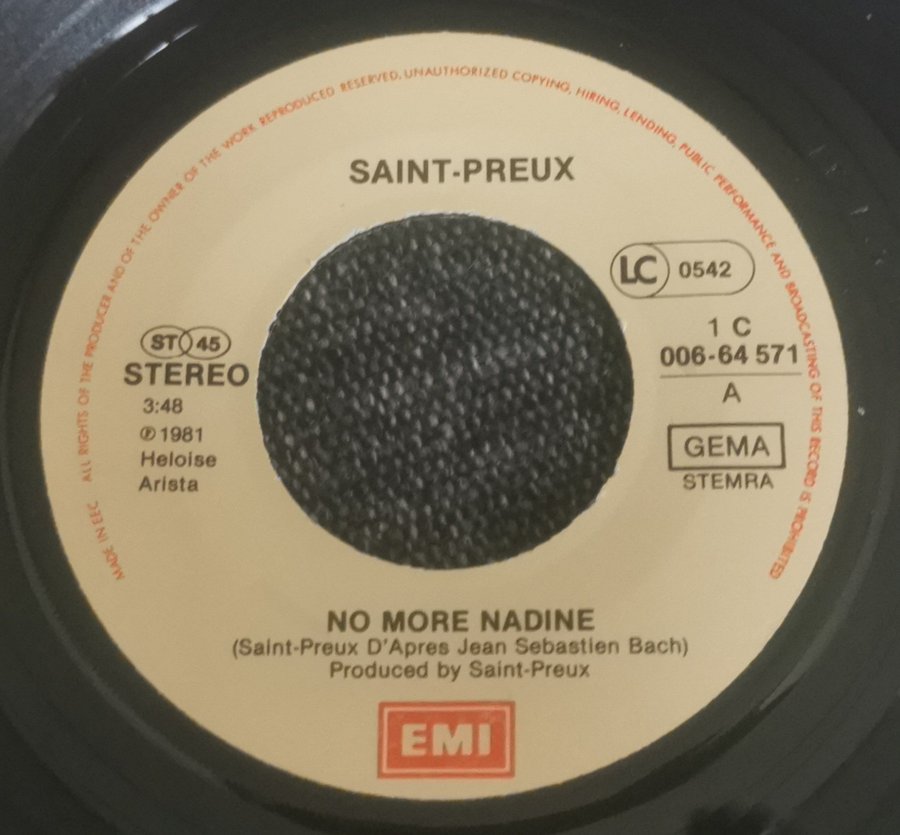 ALL RIGHTS OF THE PRODUCER AND OF THE OWNER OF THE WORK REPRODUCED RESERVED. UNAUTHORIZED COPYING, HIRING, LENDING, PUBLIC PERFORMANCE AND BROADCASTING OF THIS RECORD IS PROHIBITED
MADE IN EEC
SAINT-PREUX
LC 0542
1 C
006-64 571
A
GEMA
STEMRA
ST 45
STEREO
3:48
℗ 1981
Heloise
Arista
NO MORE NADINE
(Saint-Preux D'Apres Jean Sebastien Bach)
Produced by Saint-Preux
EMI